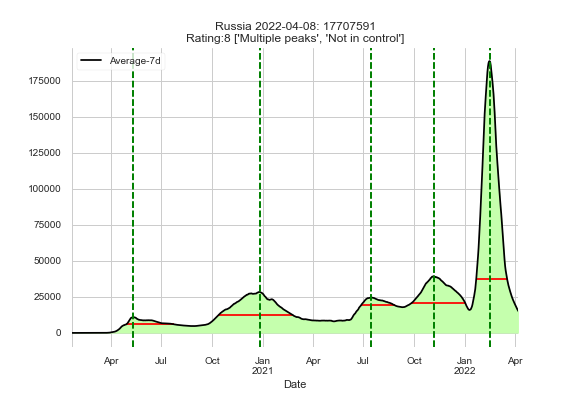 Russia 2022-04-08: 17707591
Rating:8 ['Multiple peaks', 'Not in control']
Average-7d
175000
150000
125000
100000
75000
50000
25000
0
Apr Jul Oct Jan Apr Jul Oct Jan Apr
2021 2022
Date